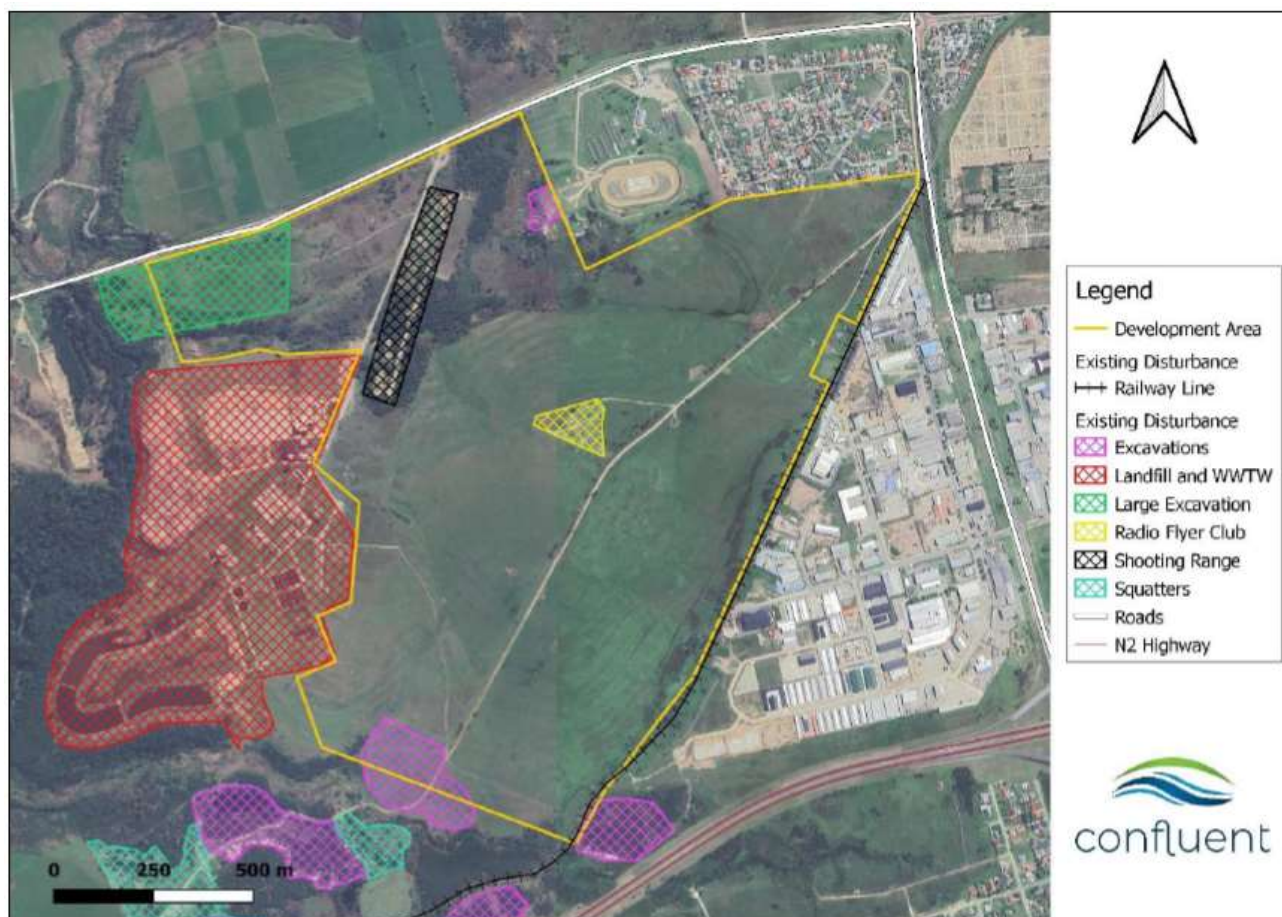 Legend
Development Area
Existing Disturbance
Railway Line
Existing Disturbance
Excavations
Landfill and WWTW
Large Excavation
Radio Flyer Club
Shooting Range
Squatters
Roads
N2 Highway
0 250 500 m
confluent